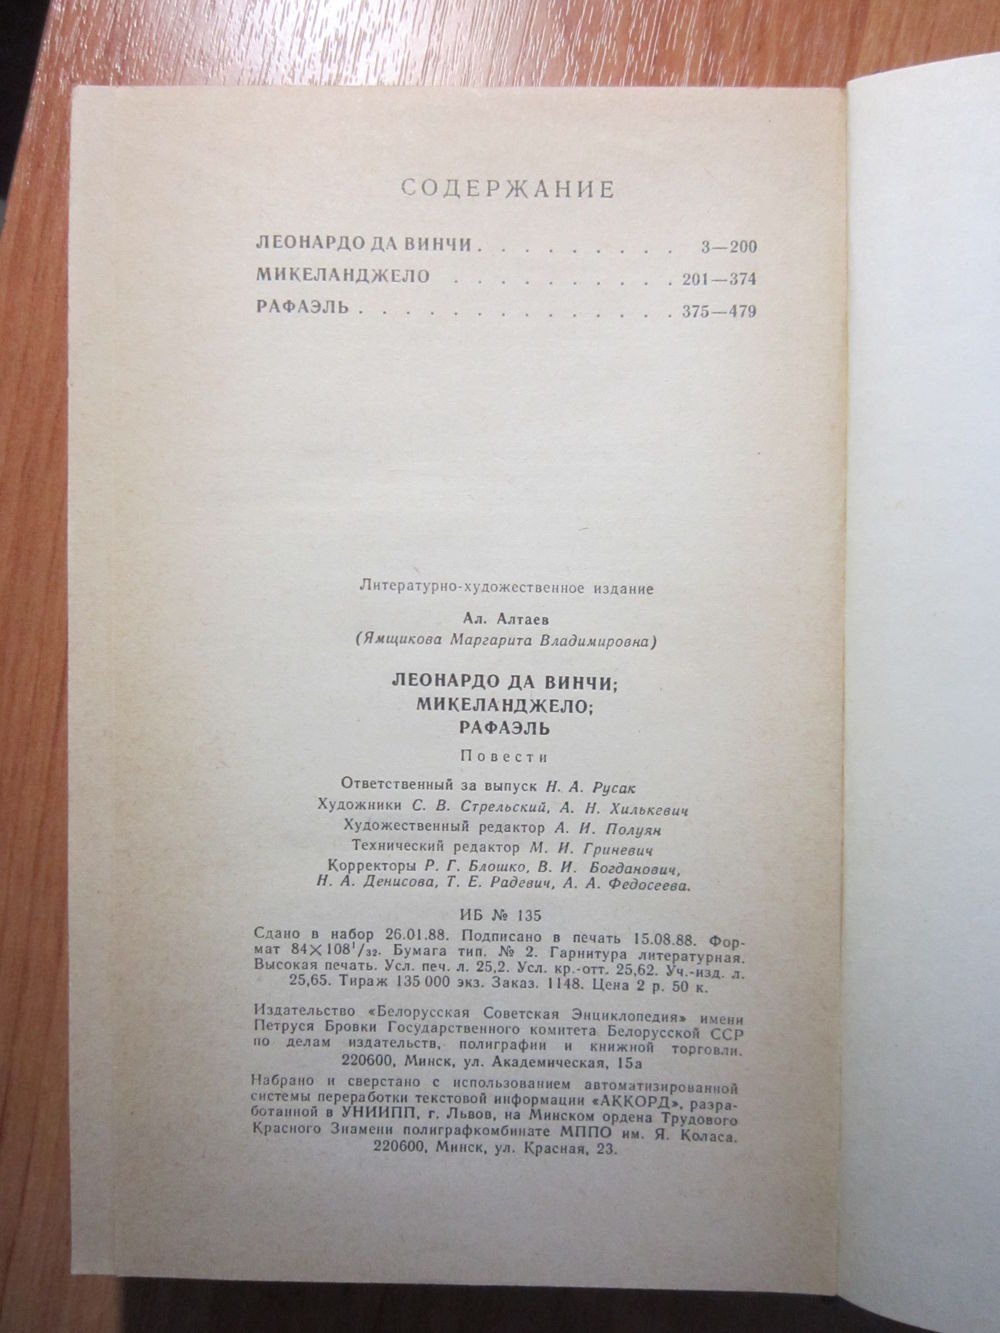 СОДЕРЖАНИЕ
ЛЕОНАРДО ДА ВИНЧИ . . . . . . . . . 3—200
МИКЕЛАНДЖЕЛО . . . . . . . . . . 201—374
РАФАЭЛЬ . . . . . . . . . . . . . . 375—479
Литературно-художественное издание
Ал. Алтаев
(Ямщикова Маргарита Владимировна)
ЛЕОНАРДО ДА ВИНЧИ;
МИКЕЛАНДЖЕЛО;
РАФАЭЛЬ
Повести
Ответственный за выпуск Н. А. Русак
Художники С. В. Стрельский, А. Н. Хилькевич
Художественный редактор А. И. Полуян
Технический редактор М. И. Гриневич
Корректоры Р. Г. Блошко, В. И. Богданович,
Н. А. Денисова, Т. Е. Радевич, А. А. Федосеева.
ИБ № 135
Сдано в набор 26.01.88. Подписано в печать 15.08.88. Фор-
мат 84×108¹/₃₂. Бумага тип. № 2. Гарнитура литературная.
Высокая печать. Усл. печ. л. 25,2. Усл. кр.-отт. 25,62. Уч.-изд. л.
25,65. Тираж 135 000 экз. Заказ. 1148. Цена 2 р. 50 к.
Издательство «Белорусская Советская Энциклопедия» имени
Петруся Бровки Государственного комитета Белорусской ССР
по делам издательств, полиграфии и книжной торговли.
220600, Минск, ул. Академическая, 15а
Набрано и сверстано с использованием автоматизированной
системы переработки текстовой информации «АККОРД», разра-
ботанной в УНИИПП, г. Львов, на Минском ордена Трудового
Красного Знамени полиграфкомбинате МППО им. Я. Коласа.
220600, Минск, ул. Красная, 23.